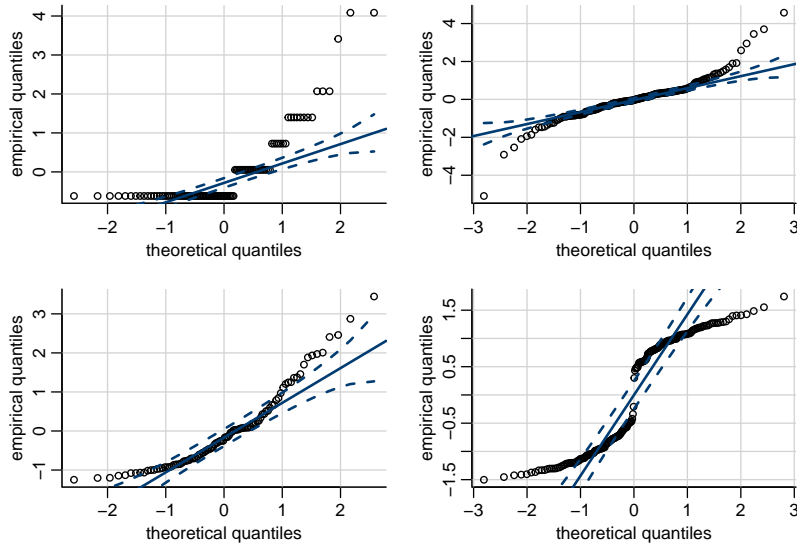 4
3
2
1
0
empirical quantiles
−2 −1 0 1 2
theoretical quantiles
4
2
0
−2
−4
empirical quantiles
−3 −2 −1 0 1 2 3
theoretical quantiles
3
2
1
0
−1
empirical quantiles
−2 −1 0 1 2
theoretical quantiles
1.5
0.5
−0.5
−1.5
empirical quantiles
−3 −2 −1 0 1 2 3
theoretical quantiles